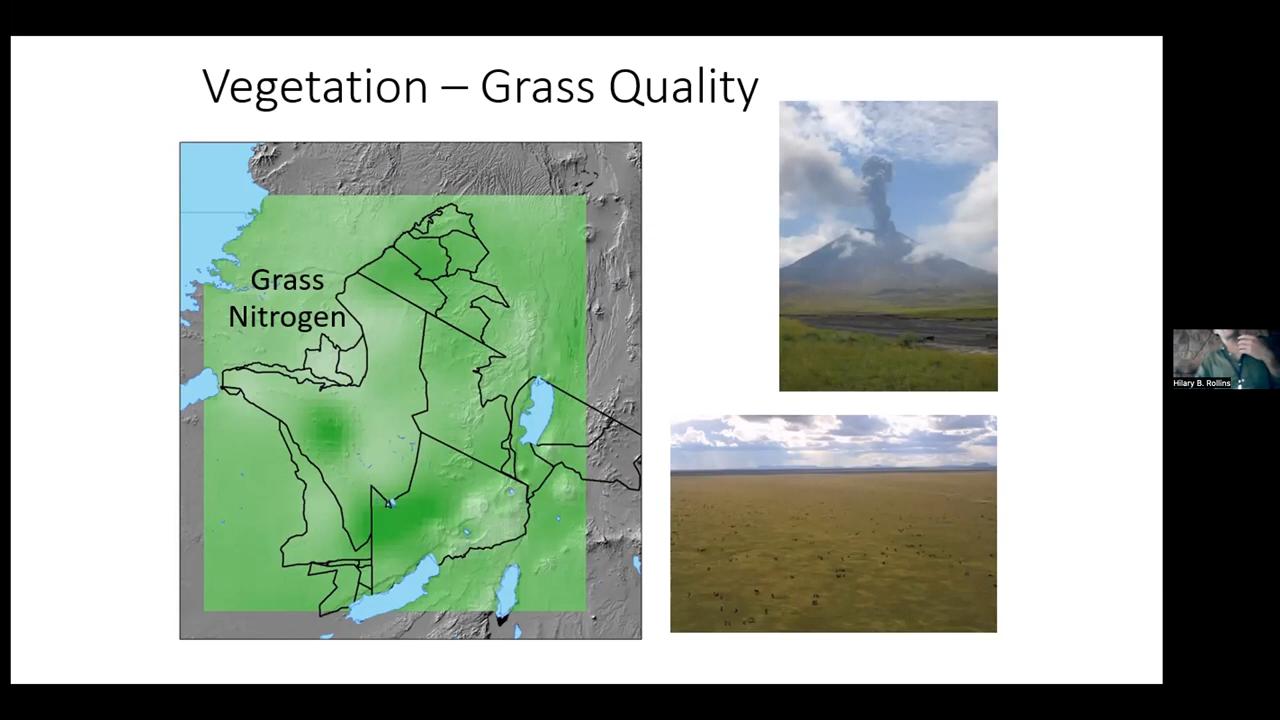 Vegetation – Grass Quality
Grass
Nitrogen
Hilary B. Rollins